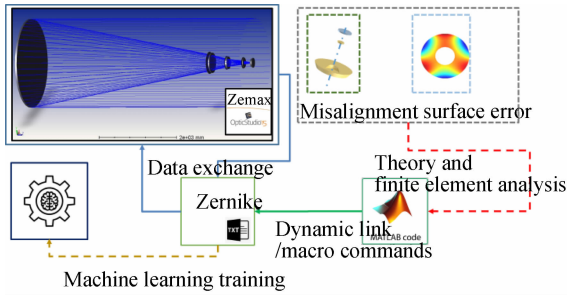 Zemax
OpticStudio
2e+03 mm
Misalignment surface error
Data exchange
Theory and
finite element analysis
Zernike
TXT
Dynamic link
/macro commands
MATLAB code
Machine learning training